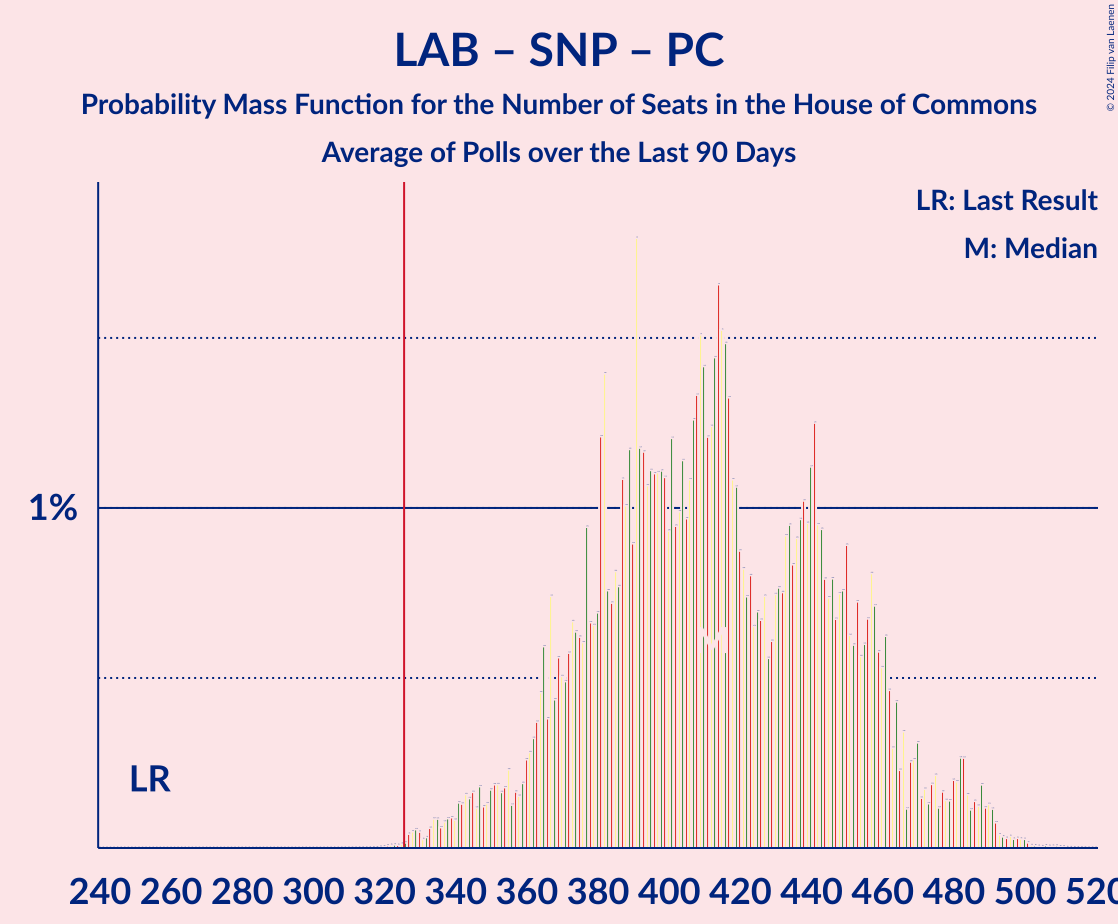 LAB – SNP – PC
Probability Mass Function for the Number of Seats in the House of Commons
Average of Polls over the Last 90 Days
© 2024 Filip van Laenen
LR: Last Result
M: Median
1%
LR
240 260 280 300 320 340 360 380 400 420 440 460 480 500 520